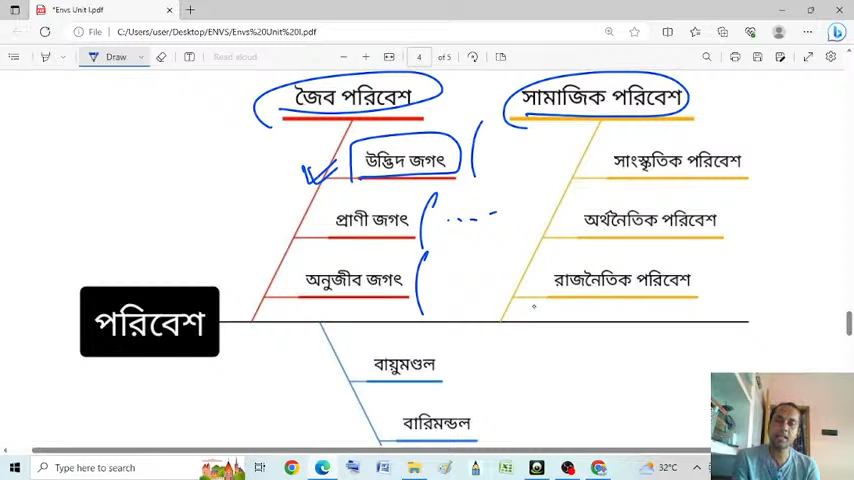 *Envs Unit I.pdf
File
C:/Users/user/Desktop/ENVS/Envs%20Unit%20I.pdf
Draw
Read aloud
4
of 5
জৈব পরিবেশ
সামাজিক পরিবেশ
উদ্ভিদ জগৎ
সাংস্কৃতিক পরিবেশ
প্রাণী জগৎ
অর্থনৈতিক পরিবেশ
অনুজীব জগৎ
রাজনৈতিক পরিবেশ
পরিবেশ
বায়ুমণ্ডল
বারিমন্ডল
Type here to search
32°C